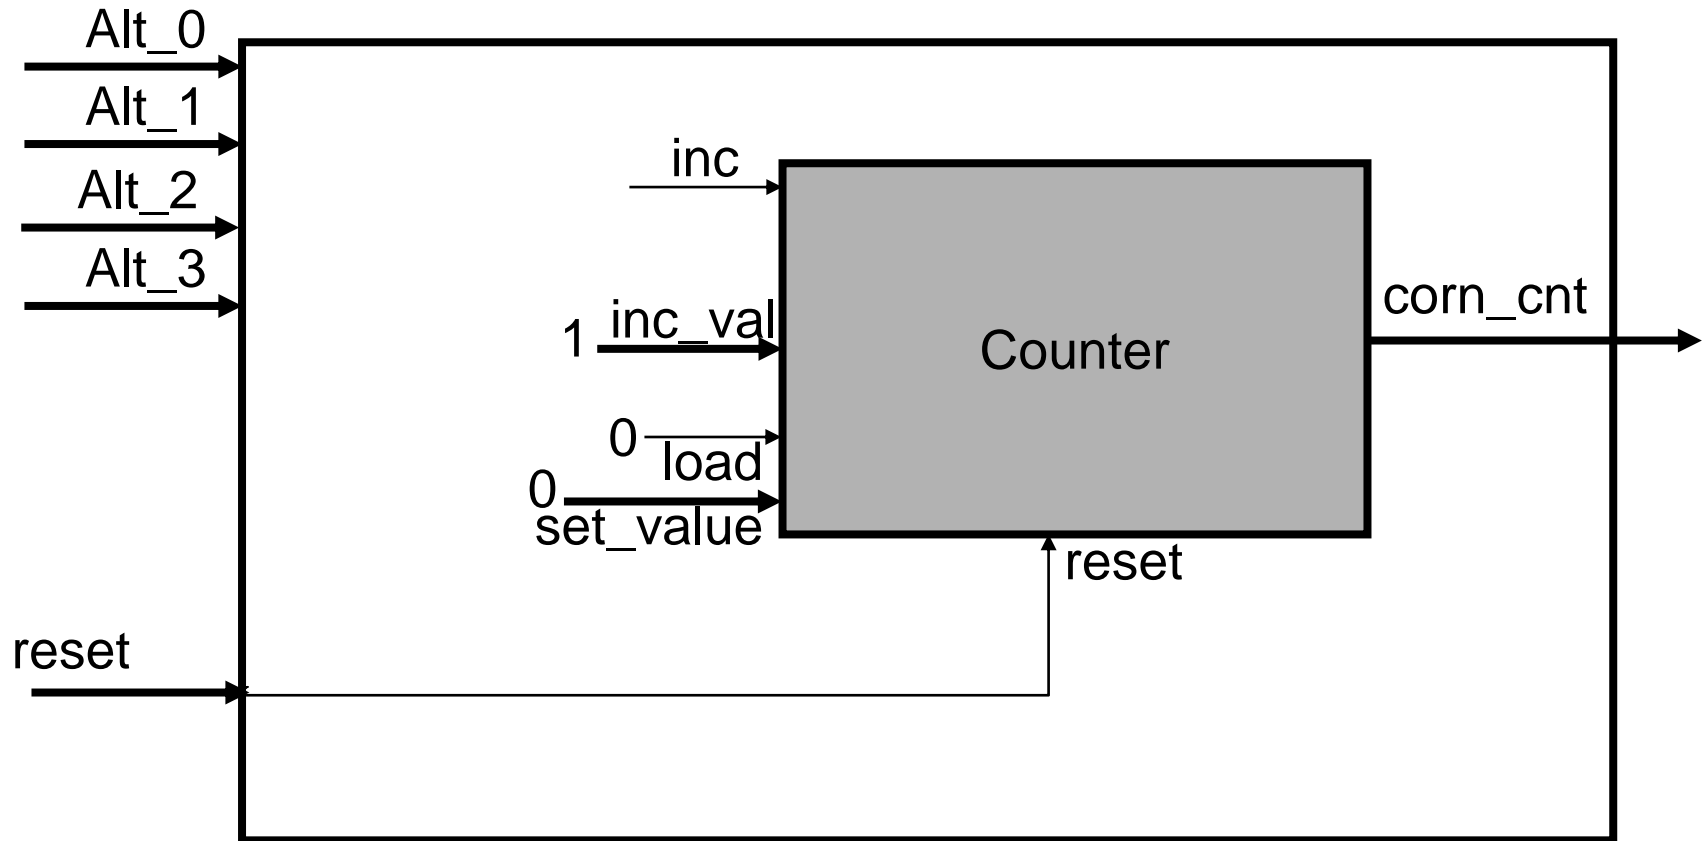 Alt_0
Alt_1
Alt_2
Alt_3
inc
1 inc_val
0 load
0 set_value
Counter
corn_cnt
reset
reset